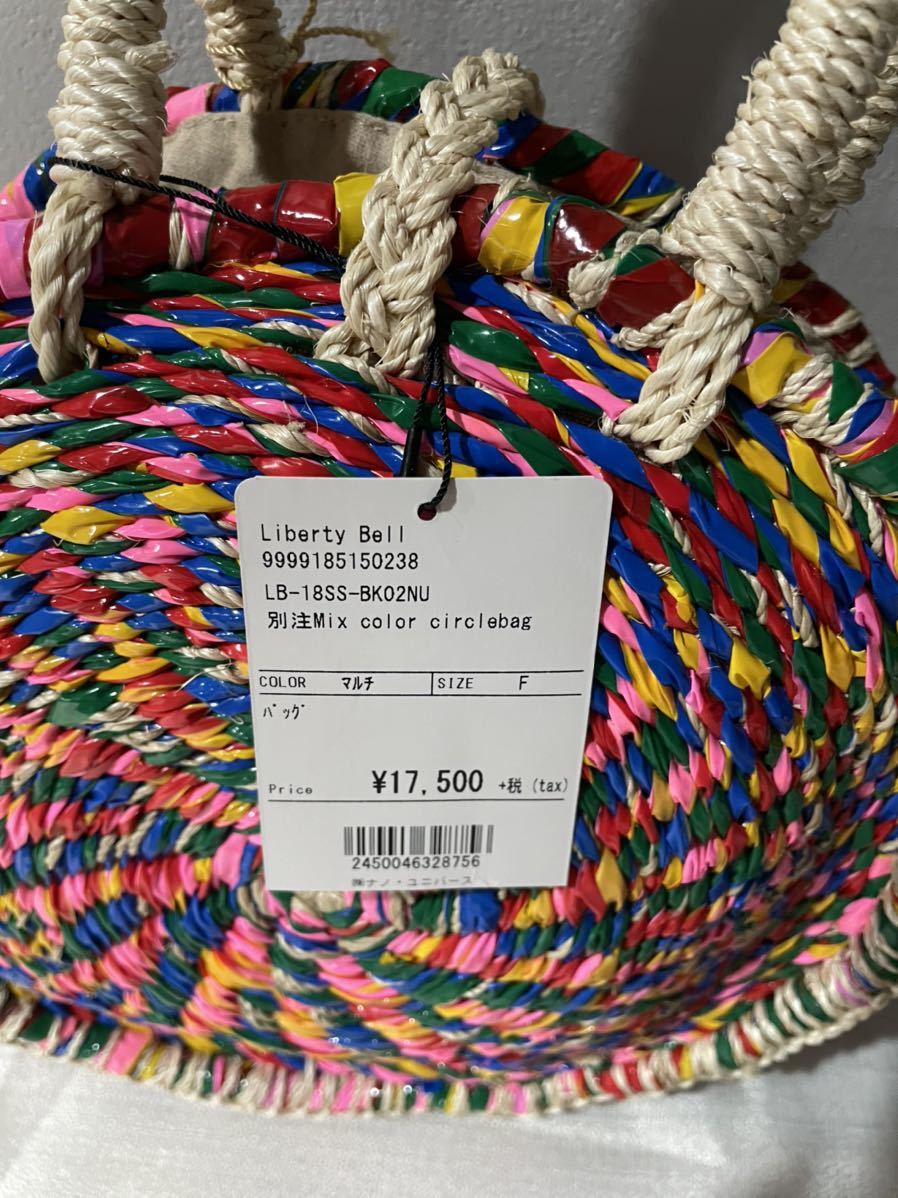 Liberty Bell
9999185150238
LB-18SS-BK02NU
別注Mix color circlebag
COLOR ﾏﾙﾁ SIZE F
ﾊﾞｯｸﾞ
Price ¥17,500 +税 (tax)
2450046328756
㈱ナノ・ユニバース